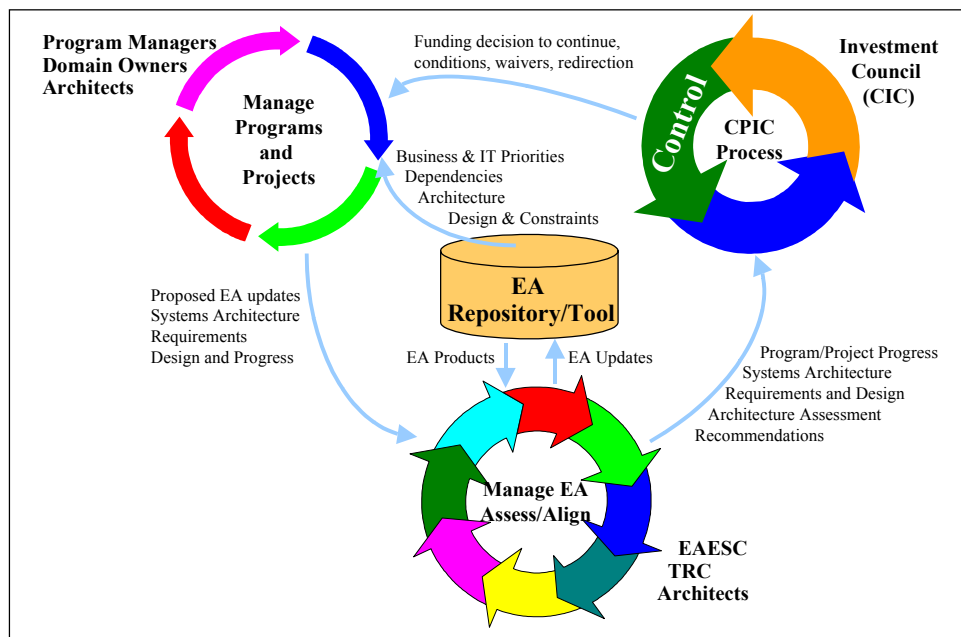 Program Managers
Domain Owners
Architects
Manage
Programs
and
Projects
Funding decision to continue,
conditions, waivers, redirection
Control
CPIC
Process
Investment
Council
(CIC)
Business & IT Priorities
Dependencies
Architecture
Design & Constraints
EA
Repository/Tool
Proposed EA updates
Systems Architecture
Requirements
Design and Progress
EA Products
EA Updates
Program/Project Progress
Systems Architecture
Requirements and Design
Architecture Assessment
Recommendations
Manage EA
Assess/Align
EAESC
TRC
Architects